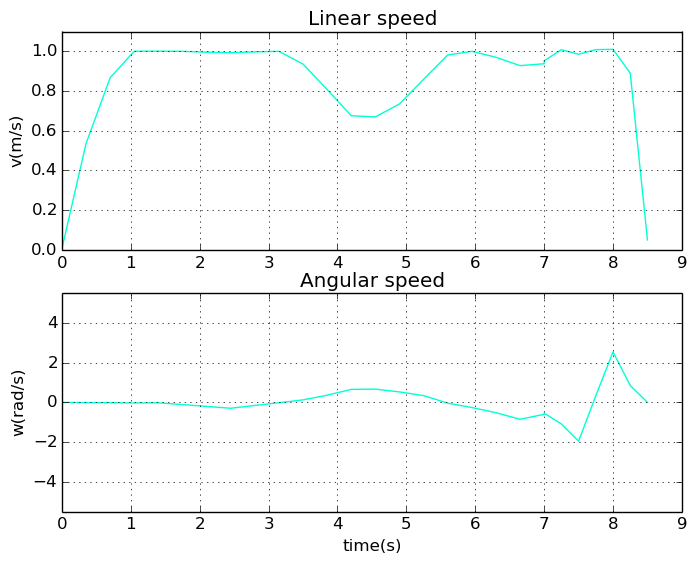 Linear speed
1.0
0.8
0.6
0.4
0.2
0.0
v(m/s)
0 1 2 3 4 5 6 7 8 9
Angular speed
4
2
0
−2
−4
w(rad/s)
0 1 2 3 4 5 6 7 8 9
time(s)